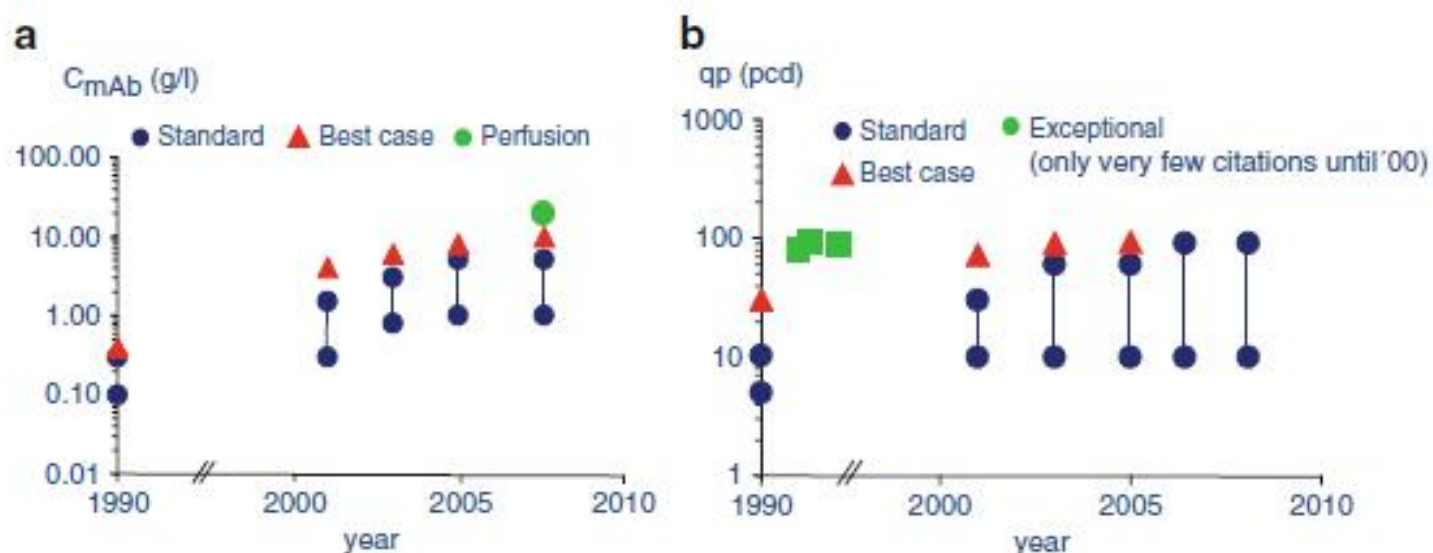 a
C_mAb (g/l)
Standard Best case Perfusion
100.00
10.00
1.00
0.10
0.01
1990 2000 2005 2010
year
b
qp (pcd)
Standard
Best case
Exceptional
(only very few citations until´00)
1000
100
10
1
1990 2000 2005 2010
year